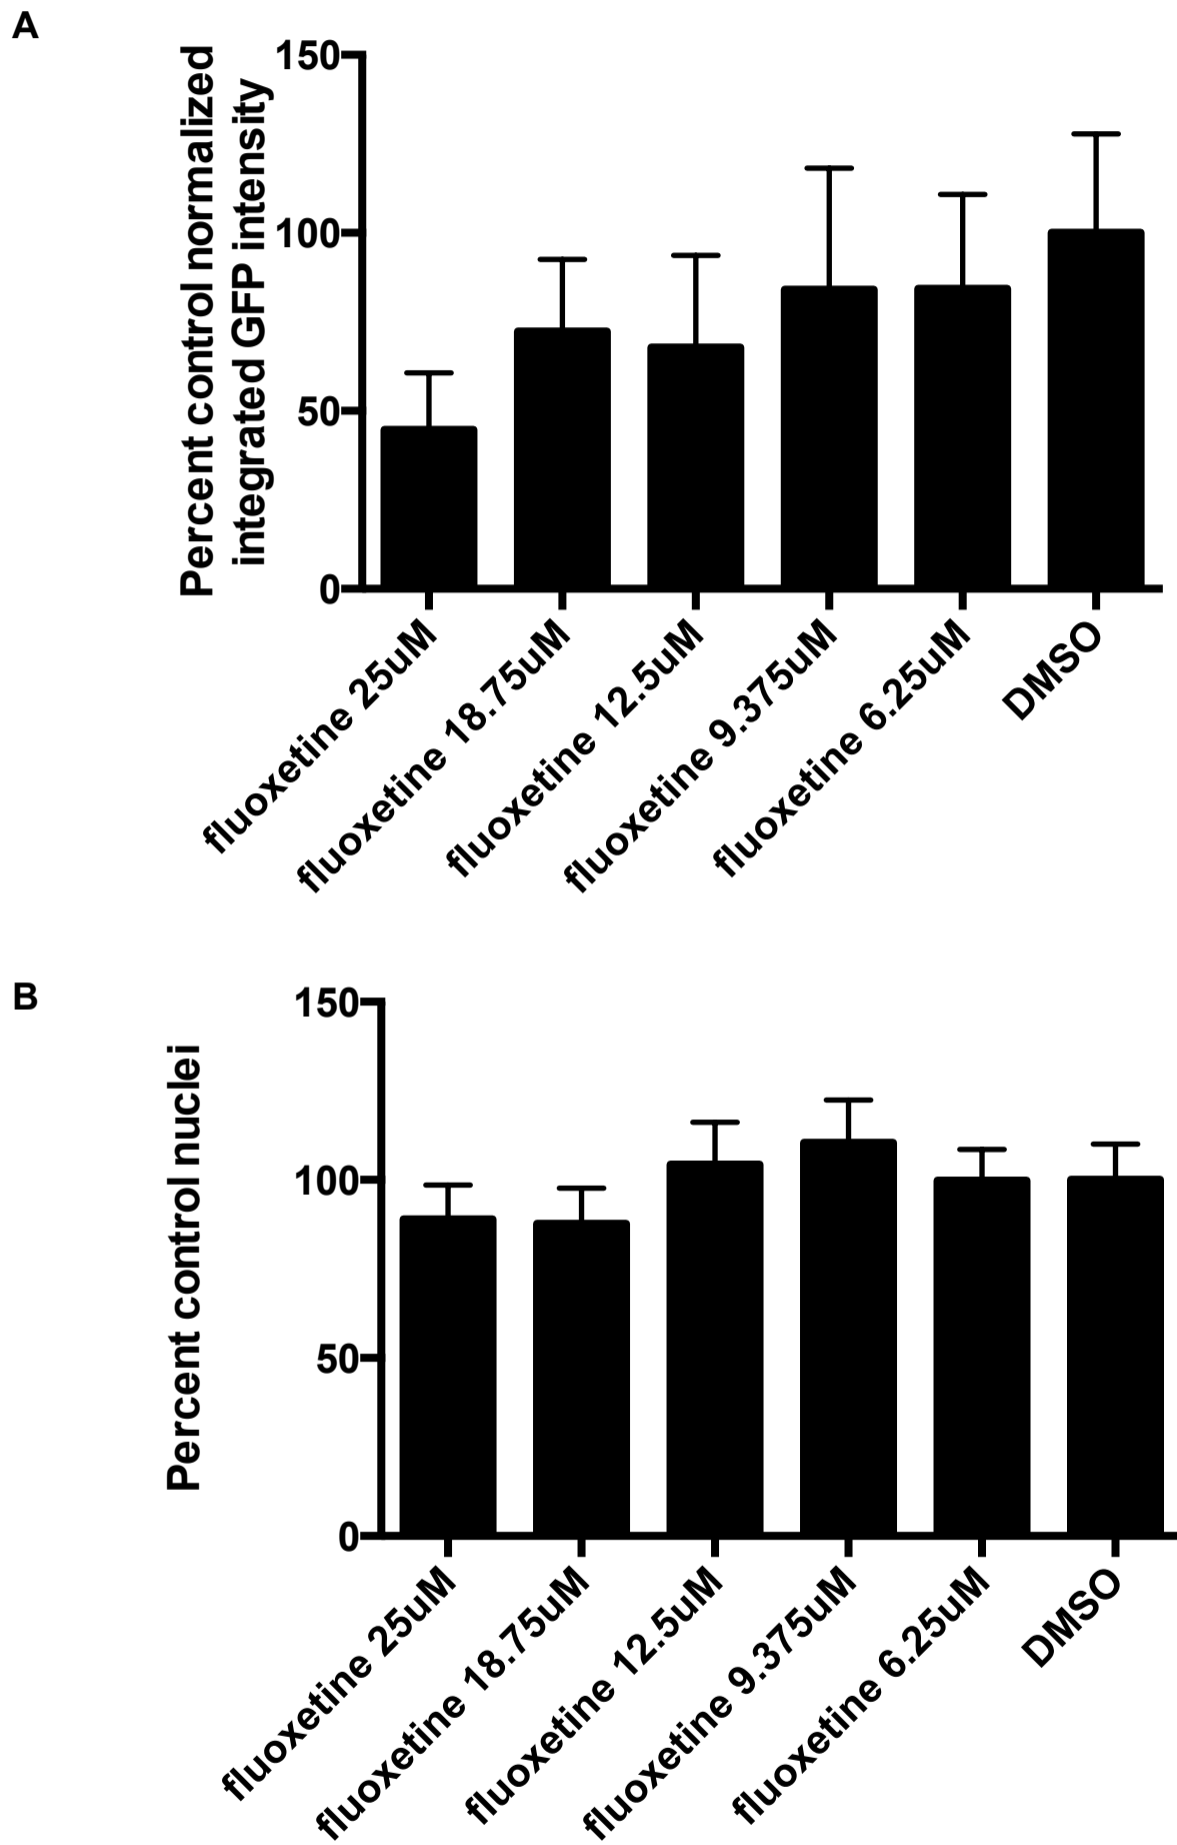 A
Percent control normalized
integrated GFP intensity
150
100
50
0
fluoxetine 25uM
fluoxetine 18.75uM
fluoxetine 12.5uM
fluoxetine 9.375uM
fluoxetine 6.25uM
DMSO
B
Percent control nuclei
150
100
50
0
fluoxetine 25uM
fluoxetine 18.75uM
fluoxetine 12.5uM
fluoxetine 9.375uM
fluoxetine 6.25uM
DMSO